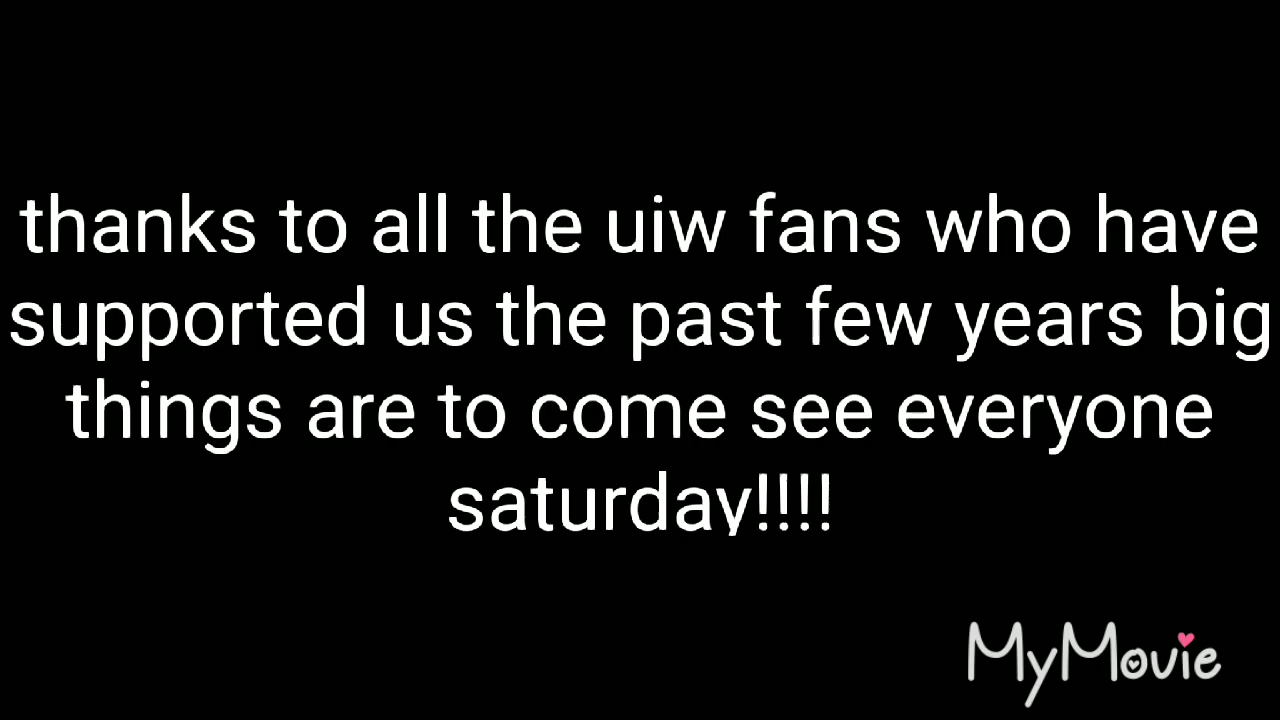 thanks to all the uiw fans who have
supported us the past few years big
things are to come see everyone
saturday!!!!
MyMovie